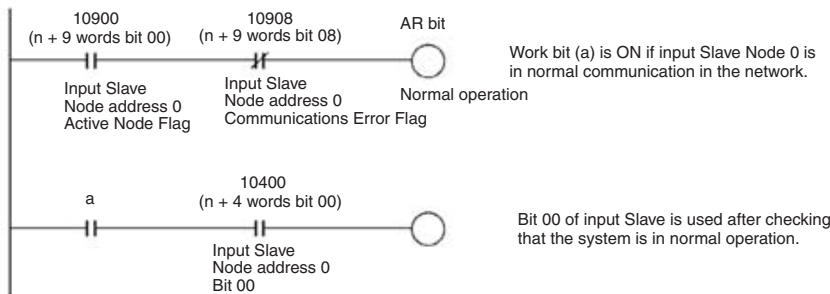 10900
(n + 9 words bit 00)
10908
(n + 9 words bit 08)
AR bit
Input Slave
Node address 0
Active Node Flag
Input Slave
Node address 0
Communications Error Flag
Normal operation
Work bit (a) is ON if input Slave Node 0 is
in normal communication in the network.
a
10400
(n + 4 words bit 00)
Input Slave
Node address 0
Bit 00
Bit 00 of input Slave is used after checking
that the system is in normal operation.